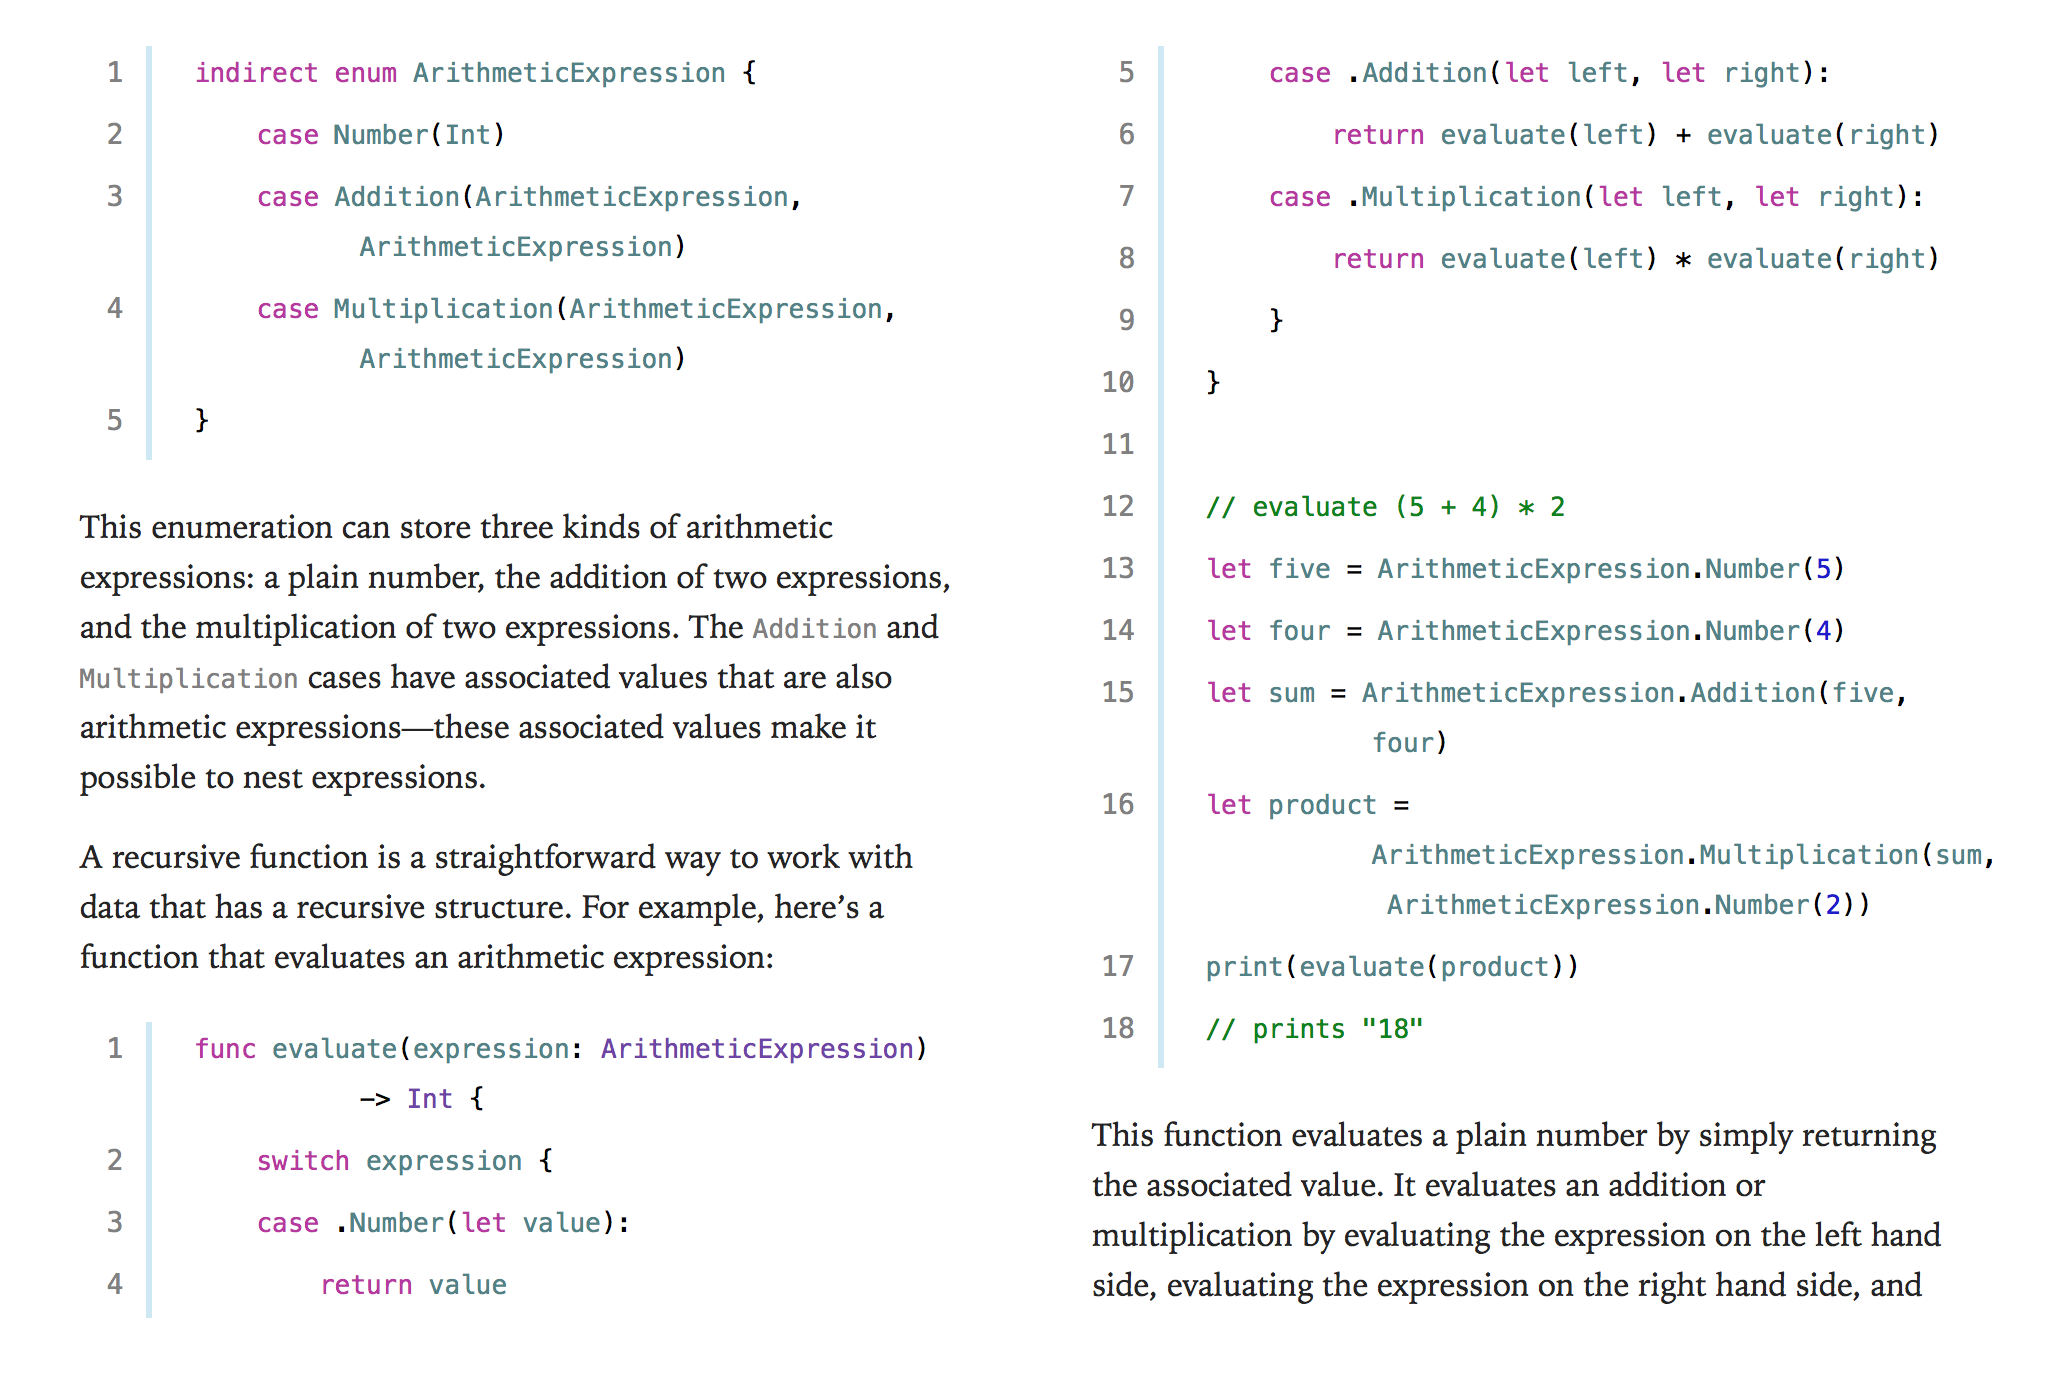 1 indirect enum ArithmeticExpression {
2 case Number(Int)
3 case Addition(ArithmeticExpression,
ArithmeticExpression)
4 case Multiplication(ArithmeticExpression,
ArithmeticExpression)
5 }
This enumeration can store three kinds of arithmetic
expressions: a plain number, the addition of two expressions,
and the multiplication of two expressions. The Addition and
Multiplication cases have associated values that are also
arithmetic expressions—these associated values make it
possible to nest expressions.
A recursive function is a straightforward way to work with
data that has a recursive structure. For example, here’s a
function that evaluates an arithmetic expression:
1 func evaluate(expression: ArithmeticExpression)
-> Int {
2 switch expression {
3 case .Number(let value):
4 return value
5 case .Addition(let left, let right):
6 return evaluate(left) + evaluate(right)
7 case .Multiplication(let left, let right):
8 return evaluate(left) * evaluate(right)
9 }
10 }
11
12 // evaluate (5 + 4) * 2
13 let five = ArithmeticExpression.Number(5)
14 let four = ArithmeticExpression.Number(4)
15 let sum = ArithmeticExpression.Addition(five,
four)
16 let product =
ArithmeticExpression.Multiplication(sum,
ArithmeticExpression.Number(2))
17 print(evaluate(product))
18 // prints "18"
This function evaluates a plain number by simply returning
the associated value. It evaluates an addition or
multiplication by evaluating the expression on the left hand
side, evaluating the expression on the right hand side, and